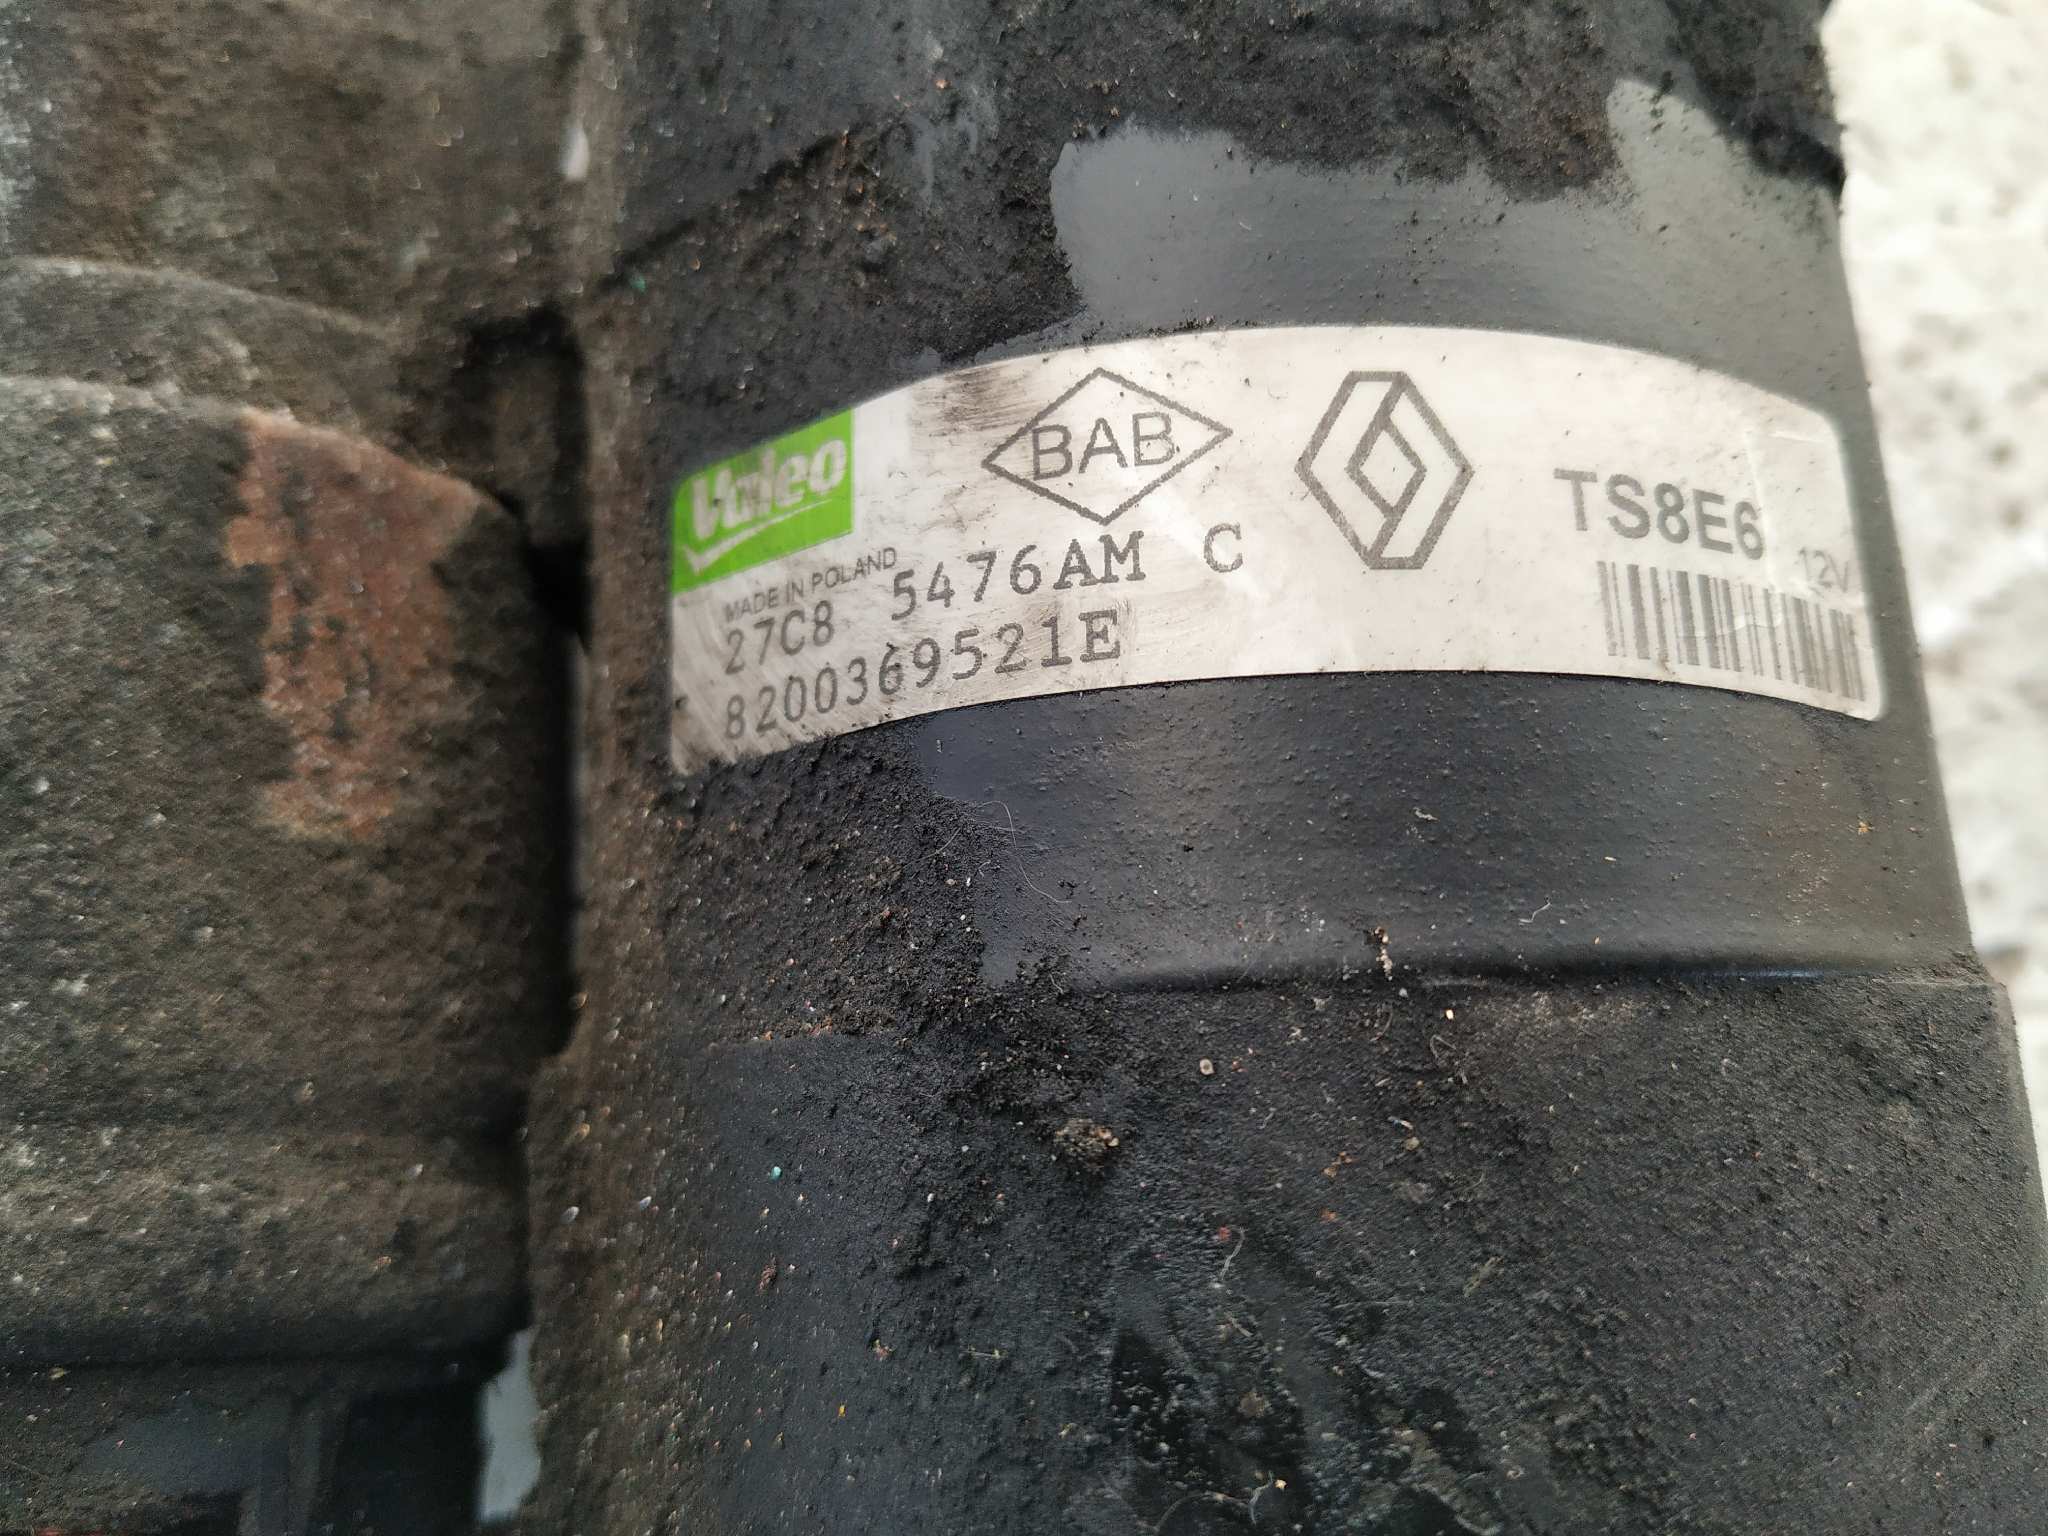 Valeo
BAB
TS8E6
12V
MADE IN POLAND
27C8 5476AM C
8200369521E